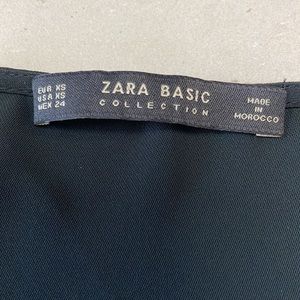 EUR XS
USA XS
MEX 24
ZARA BASIC
COLLECTION
MADE
IN
MOROCCO